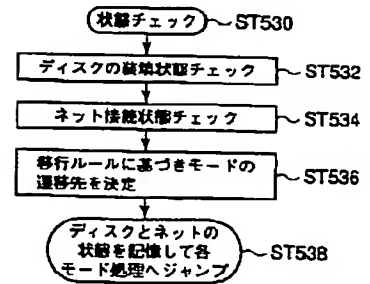 状態チェック ST530
ディスクの装填状態チェック ST532
ネット接続状態チェック ST534
移行ルールに基づきモードの
遷移先を決定 ST536
ディスクとネットの
状態を記憶して各
モード処理へジャンプ ST538